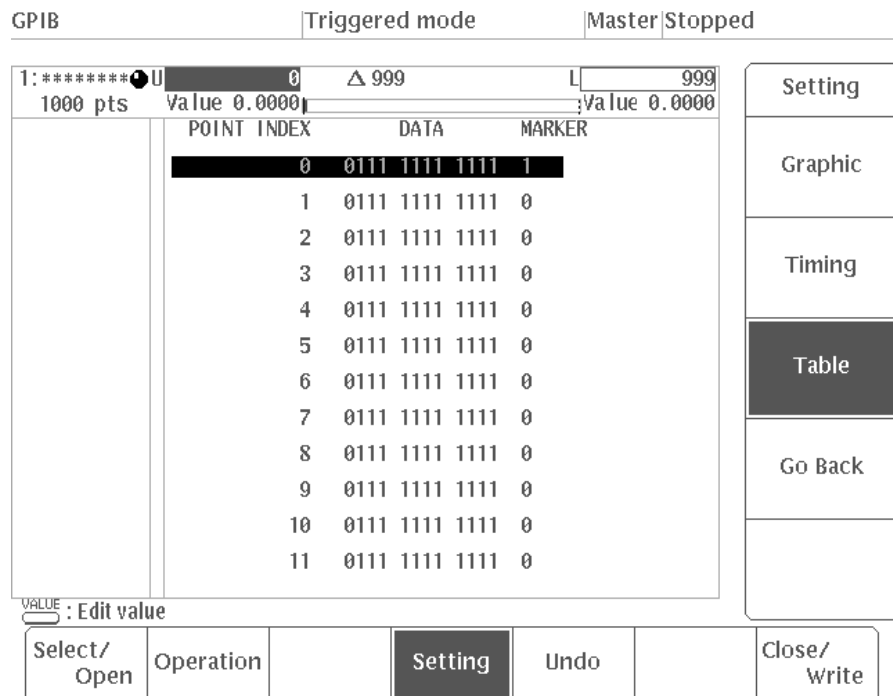 GPIB Triggered mode Master Stopped
1:******** U 0 Δ 999 L 999
1000 pts Value 0.0000 Value 0.0000
POINT INDEX DATA MARKER
0 0111 1111 1111 1
1 0111 1111 1111 0
2 0111 1111 1111 0
3 0111 1111 1111 0
4 0111 1111 1111 0
5 0111 1111 1111 0
6 0111 1111 1111 0
7 0111 1111 1111 0
8 0111 1111 1111 0
9 0111 1111 1111 0
10 0111 1111 1111 0
11 0111 1111 1111 0
VALUE : Edit value
Setting
Graphic
Timing
Table
Go Back
Select/
Open
Operation
Setting
Undo
Close/
Write